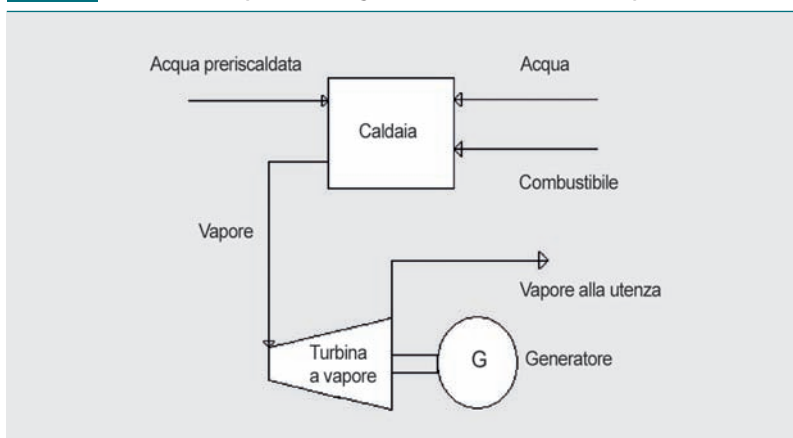 Acqua preriscaldata
Acqua
Caldaia
Combustibile
Vapore
Vapore alla utenza
Turbina
a vapore
G
Generatore